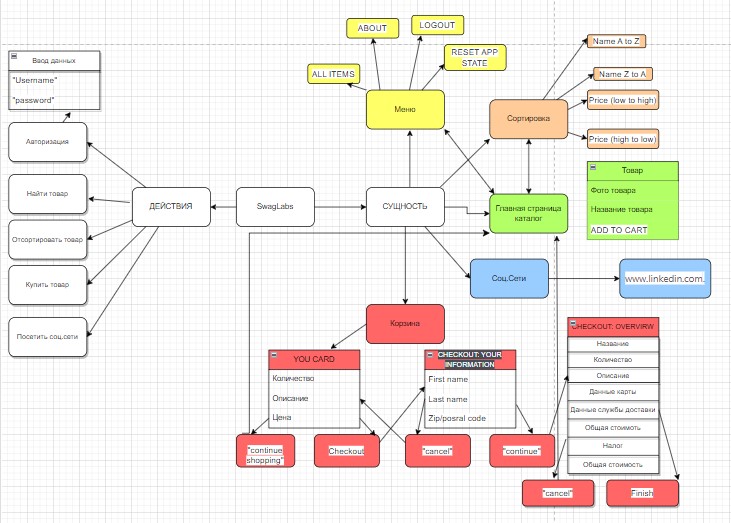 ABOUT
LOGOUT
RESET APP
STATE
ALL ITEMS
Меню
Name A to Z
Name Z to A
Price (low to high)
Price (high to low)
Сортировка
Ввод данных
"Username"
"password"
Авторизация
Найти товар
Отсортировать товар
Купить товар
Посетить соц.сети
ДЕЙСТВИЯ
SwagLabs
СУЩНОСТЬ
Главная страница
каталог
Товар
Фото товара
Название товара
ADD TO CART
Соц.Сети
www.linkedin.com.
Корзина
YOU CARD
Количество
Описание
Цена
CHECKOUT: YOUR
INFORMATION
First name
Last name
Zip/posral code
"continue
shopping"
Checkout
"cancel"
"continue"
CHECKOUT: OVERVIRW
Название
Количество
Описание
Данные карты
Данные службы доставки
Общая стоимоть
Налог
Общая стоимость
"cancel"
Finish